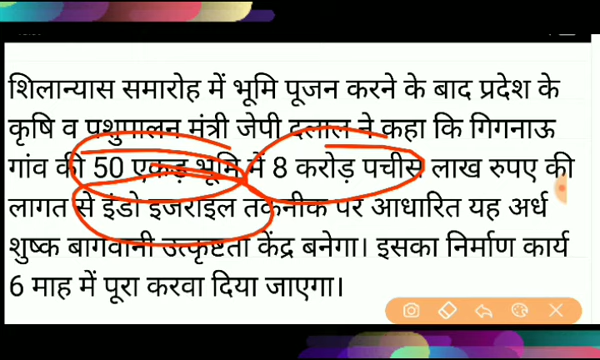 शिलान्यास समारोह में भूमि पूजन करने के बाद प्रदेश के
कृषि व पशुपालन मंत्री जेपी दलाल ने कहा कि गिगनाऊ
गांव की 50 एकड़ भूमि में 8 करोड़ पचीस लाख रुपए की
लागत से इंडो इजराइल तकनीक पर आधारित यह अर्ध
शुष्क बागवानी उत्कृष्टता केंद्र बनेगा। इसका निर्माण कार्य
6 माह में पूरा करवा दिया जाएगा।